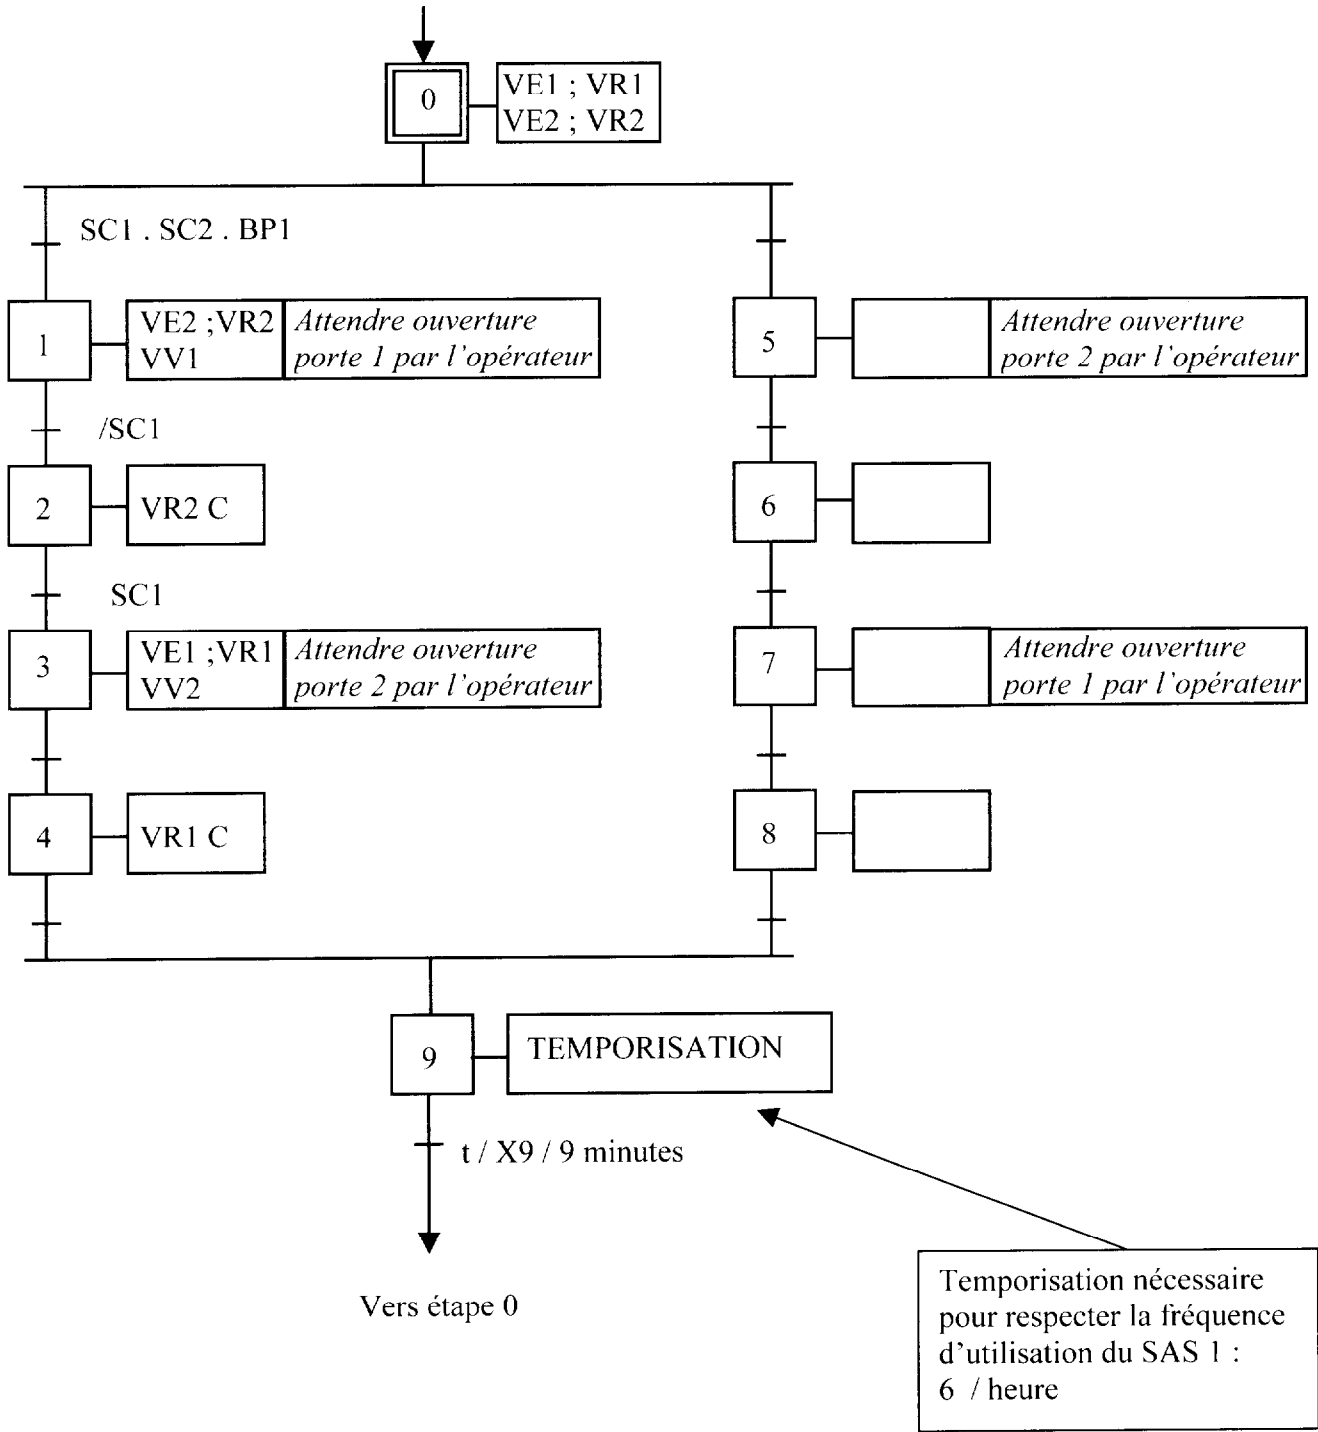 0
VE1 ; VR1
VE2 ; VR2
SC1 . SC2 . BP1
1
VE2 ;VR2
VV1
Attendre ouverture
porte 1 par l'opérateur
5
Attendre ouverture
porte 2 par l'opérateur
/SC1
2
VR2 C
6
SC1
3
VE1 ;VR1
VV2
Attendre ouverture
porte 2 par l'opérateur
7
Attendre ouverture
porte 1 par l'opérateur
4
VR1 C
8
9
TEMPORISATION
t / X9 / 9 minutes
Vers étape 0
Temporisation nécessaire
pour respecter la fréquence
d'utilisation du SAS 1 :
6 / heure